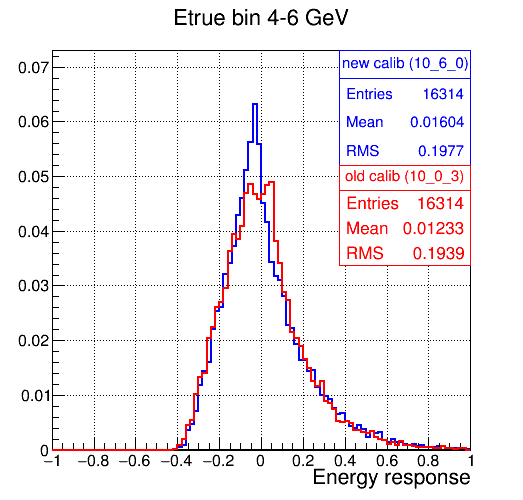 Etrue bin 4-6 GeV
new calib (10_6_0)
Entries 16314
Mean 0.01604
RMS 0.1977
old calib (10_0_3)
Entries 16314
Mean 0.01233
RMS 0.1939
0.07
0.06
0.05
0.04
0.03
0.02
0.01
0
−1 −0.8 −0.6 −0.4 −0.2 0 0.2 0.4 0.6 0.8 1
Energy response